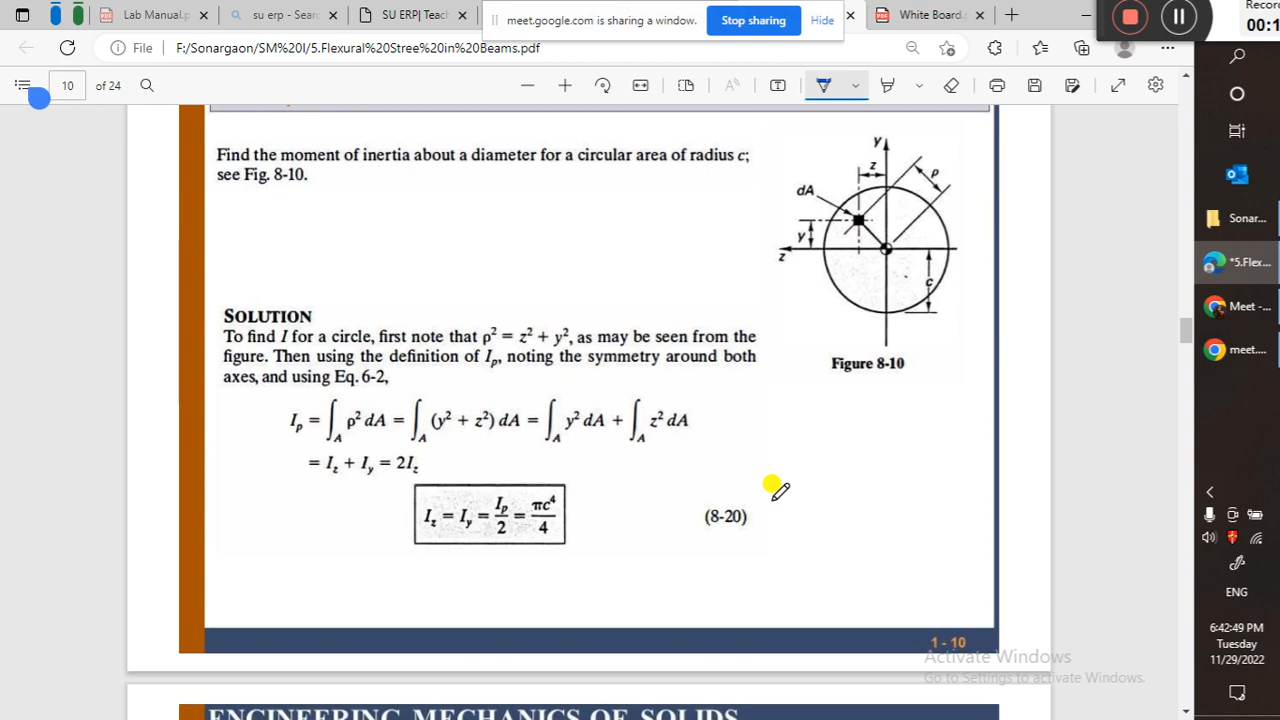 Lab Manual.p
su erp - Sear
SU ERP| Teach
meet.google.com is sharing a window.
Stop sharing
Hide
White Board.p
Recor
00:1
File
F:/Sonargaon/SM%20I/5.Flexural%20Stree%20in%20Beams.pdf
10 of 24
Find the moment of inertia about a diameter for a circular area of radius c;
see Fig. 8-10.
y
z
ρ
dA
y
z
c
Figure 8-10
SOLUTION
To find I for a circle, first note that ρ² = z² + y², as may be seen from the
figure. Then using the definition of Iₚ, noting the symmetry around both
axes, and using Eq. 6-2,
Iₚ = ∫_A ρ² dA = ∫_A (y² + z²) dA = ∫_A y² dA + ∫_A z² dA
= I_z + I_y = 2I_z
I_z = I_y = Iₚ/2 = πc⁴/4
(8-20)
1 - 10
ENGINEERING MECHANICS OF SOLIDS
Activate Windows
Go to Settings to activate Windows.
Sonar...
*5.Flex...
Meet -...
meet....
ENG
6:42:49 PM
Tuesday
11/29/2022